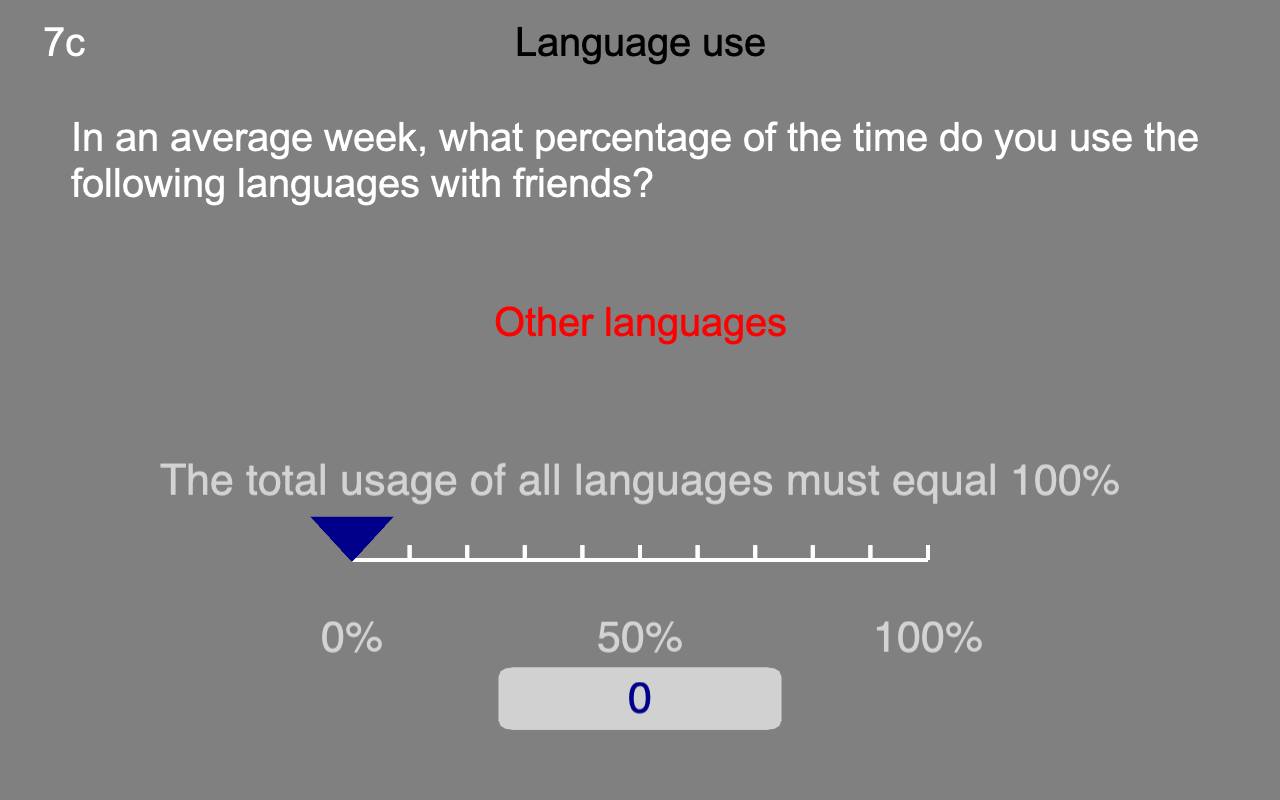 7c
Language use
In an average week, what percentage of the time do you use the
following languages with friends?
Other languages
The total usage of all languages must equal 100%
0% 50% 100%
0